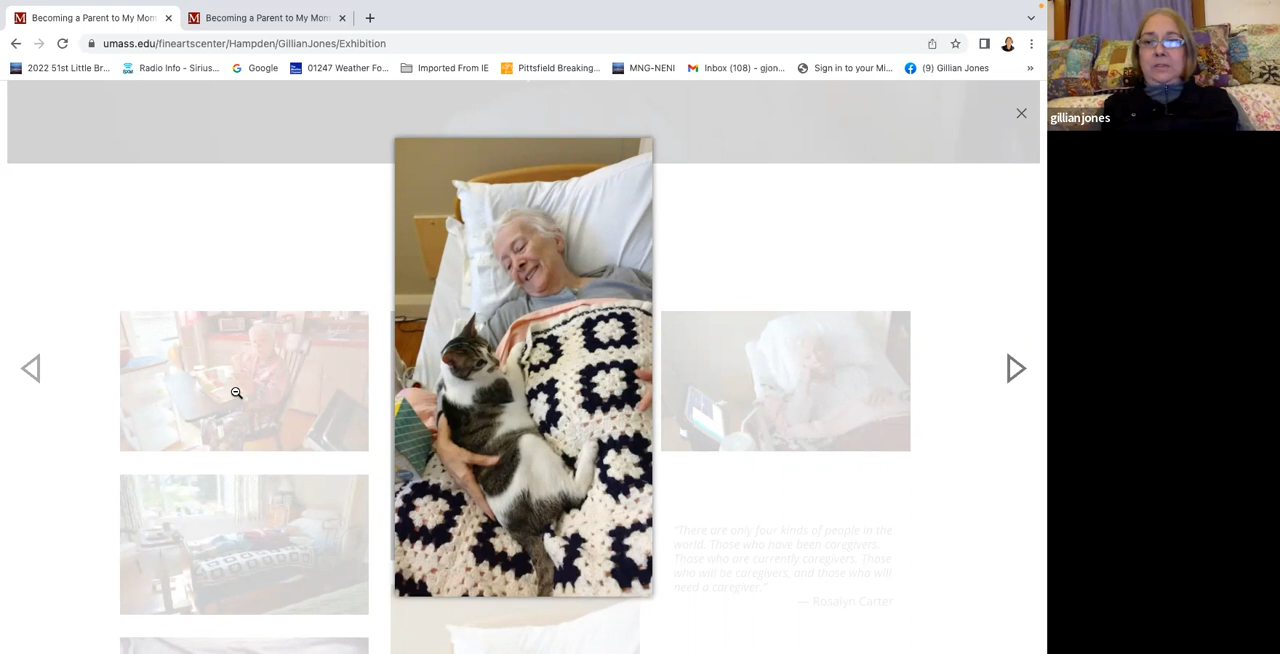 Becoming a Parent to My Mom
Becoming a Parent to My Mom
umass.edu/fineartscenter/Hampden/GillianJones/Exhibition
2022 51st Little Br...
Radio Info - Sirius...
Google
01247 Weather Fo...
Imported From IE
Pittsfield Breaking...
MNG-NENI
Inbox (108) - gjon...
Sign in to your Mi...
(9) Gillian Jones
»
gillian jones
"There are only four kinds of people in the
world. Those who have been caregivers.
Those who are currently caregivers. Those
who will be caregivers, and those who will
need a caregiver."
— Rosalyn Carter